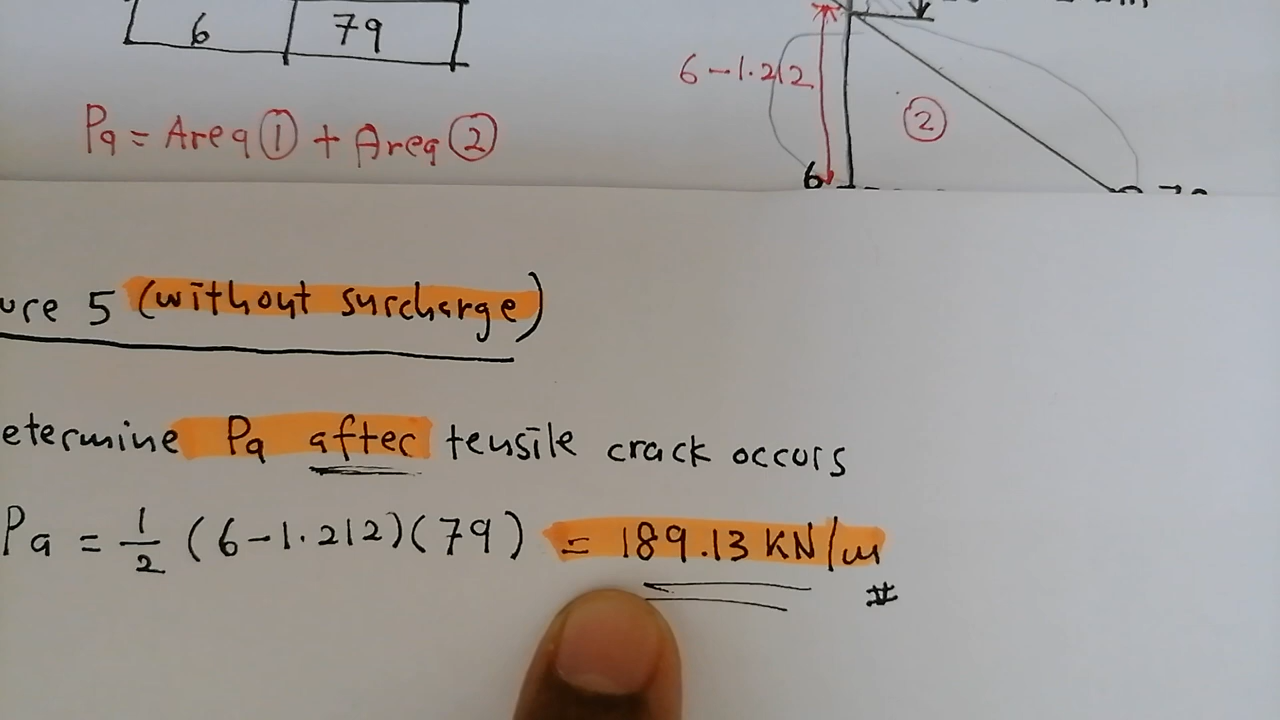 6 79
6-1.212
②
Pa = Area ① + Area ②
6
ure 5 (without surcharge)
etermine Pa after tensile crack occurs
Pa = 1/2 (6-1.212)(79) = 189.13 KN/m #